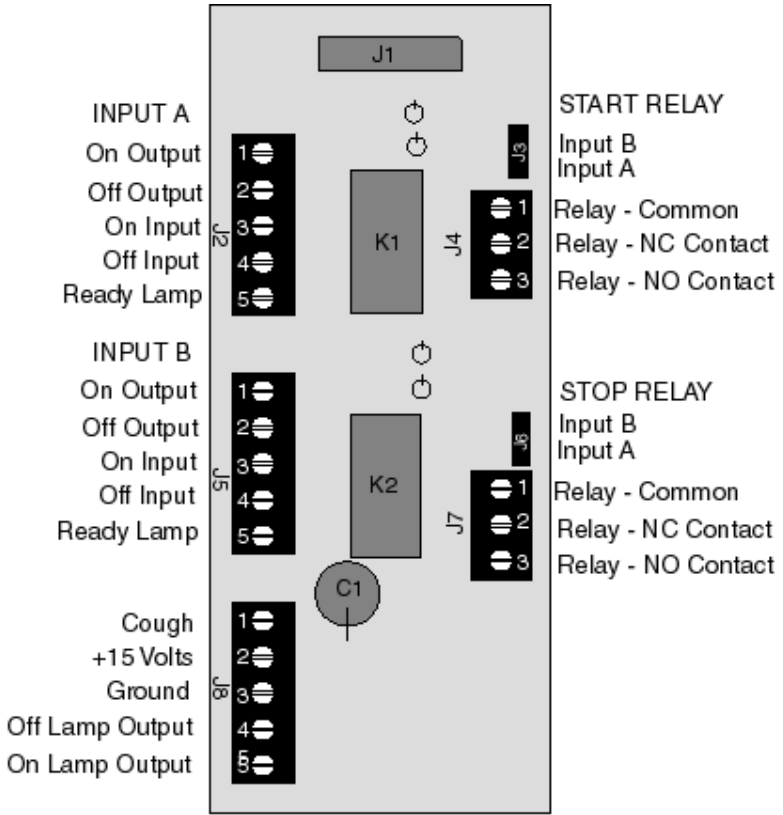 J1
INPUT A
On Output 1
Off Output 2
On Input 3
Off Input 4
Ready Lamp 5
J2
K1
START RELAY
J3
Input B
Input A
J4
1 Relay - Common
2 Relay - NC Contact
3 Relay - NO Contact
INPUT B
On Output 1
Off Output 2
On Input 3
Off Input 4
Ready Lamp 5
J5
K2
STOP RELAY
J6
Input B
Input A
J7
1 Relay - Common
2 Relay - NC Contact
3 Relay - NO Contact
C1
Cough 1
+15 Volts 2
Ground 3
Off Lamp Output 4
On Lamp Output 5
J8